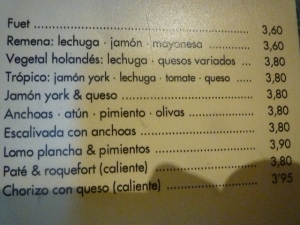 Fuet ........................ 3,60
Remena: lechuga · jamón · mayonesa ............ 3,60
Vegetal holandés: lechuga · quesos variados ... 3,80
Trópico: jamón york · lechuga · tomate · queso ..... 3,80
Jamón york & queso ........................ 3,80
Anchoas · atún · pimiento · olivas ................. 3,80
Escalivada con anchoas ........................ 3,80
Lomo plancha & pimientos ........................ 3,90
Paté & roquefort (caliente) ........................ 3,80
Chorizo con queso (caliente) ........................ 3'95